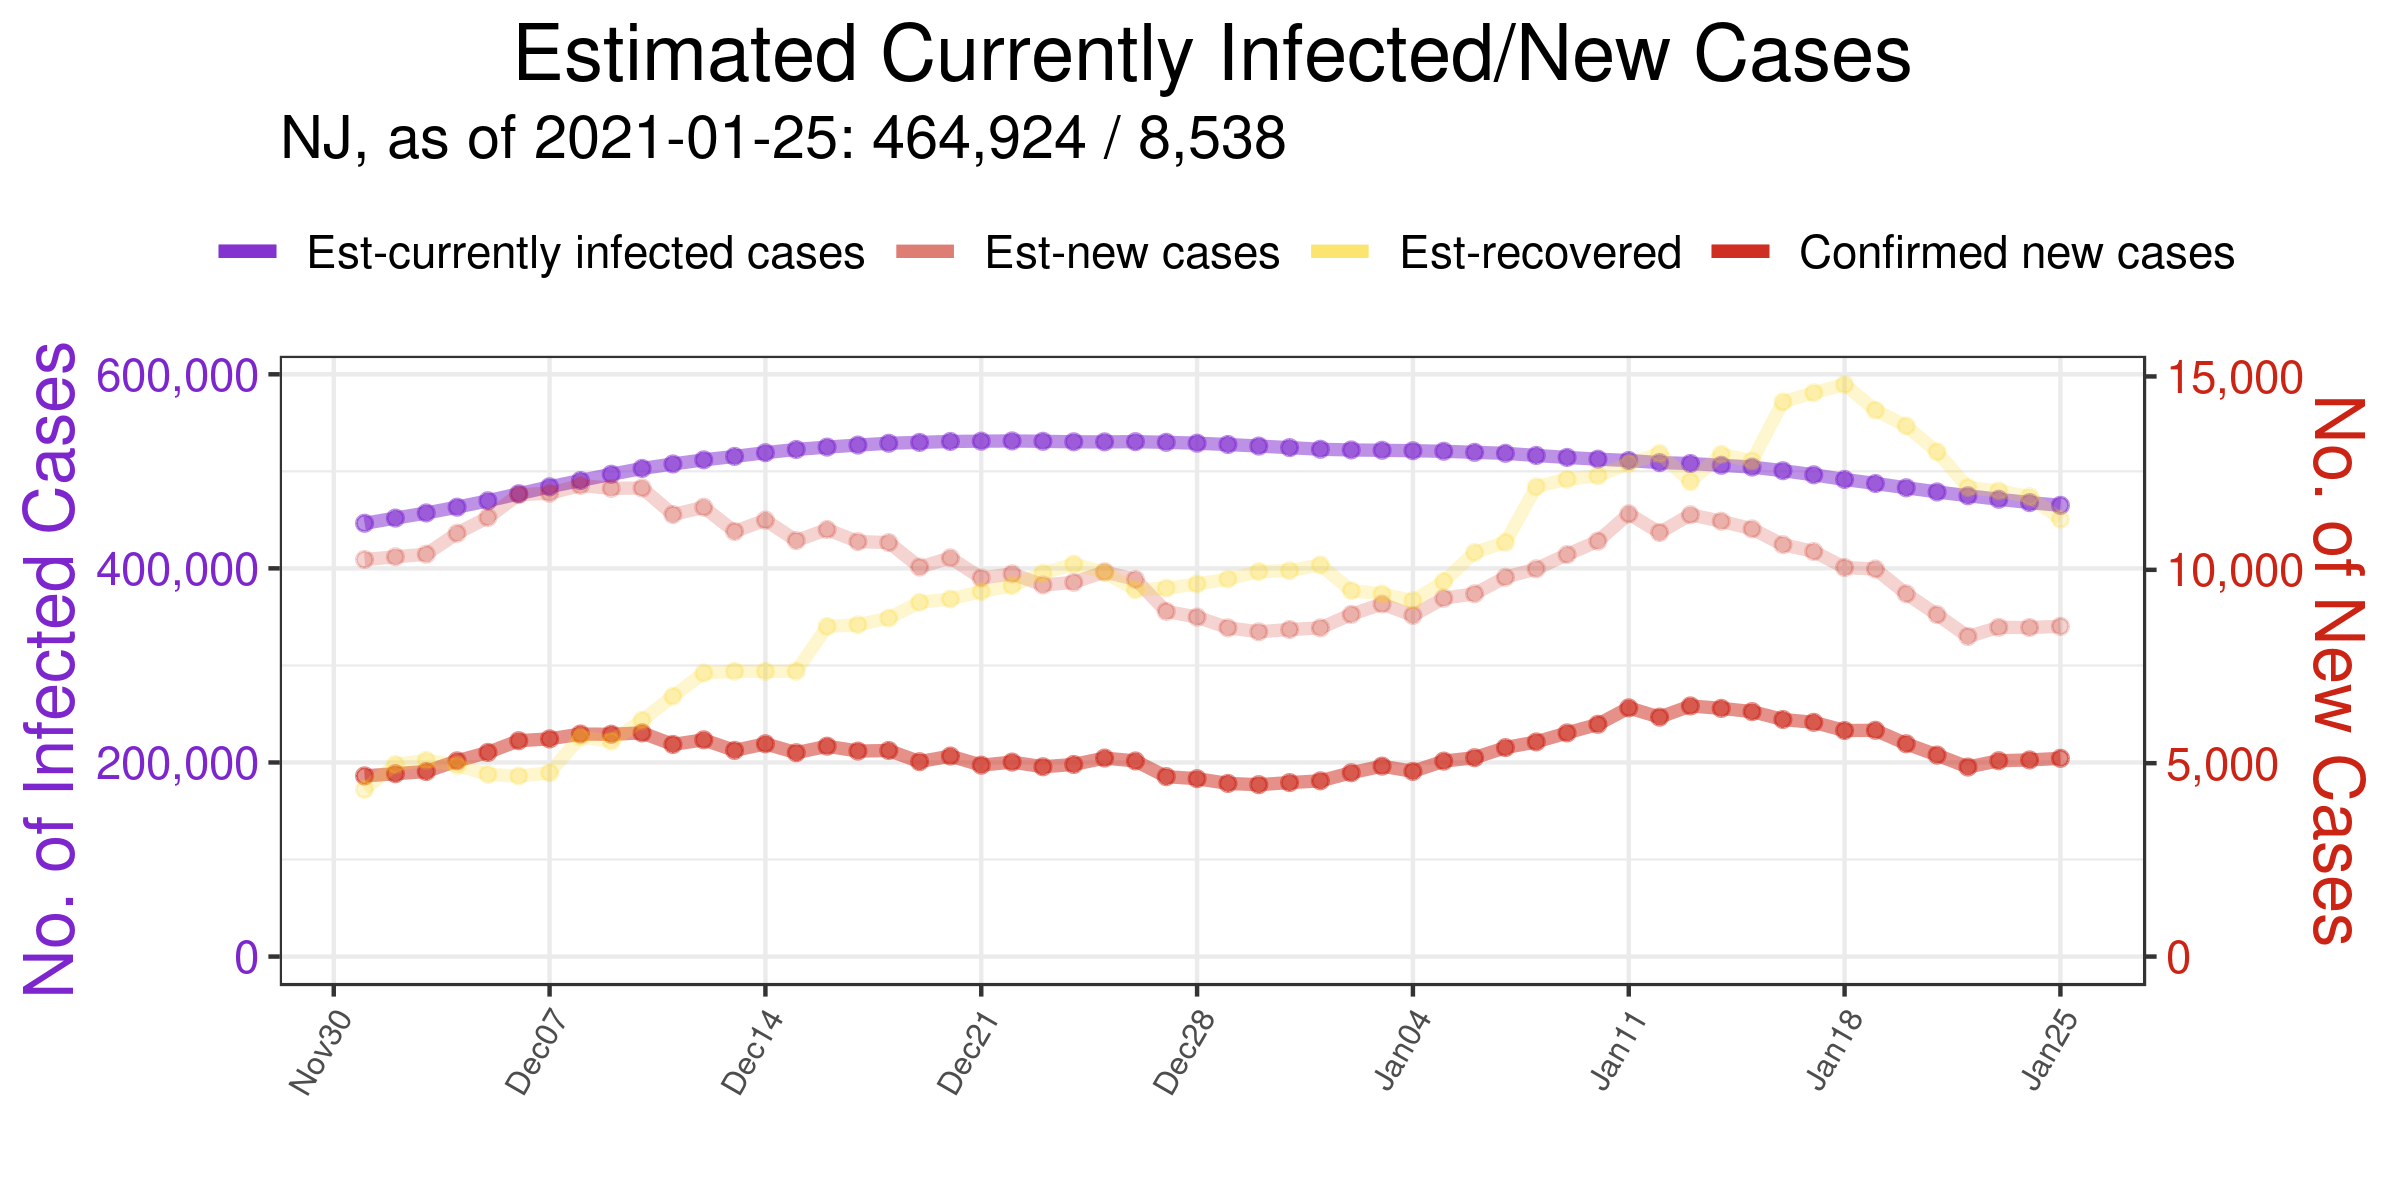 Estimated Currently Infected/New Cases
NJ, as of 2021-01-25: 464,924 / 8,538
Est-currently infected cases Est-new cases Est-recovered Confirmed new cases
No. of Infected Cases
600,000
400,000
200,000
0
15,000
10,000
5,000
0
No. of New Cases
Nov30 Dec07 Dec14 Dec21 Dec28 Jan04 Jan11 Jan18 Jan25